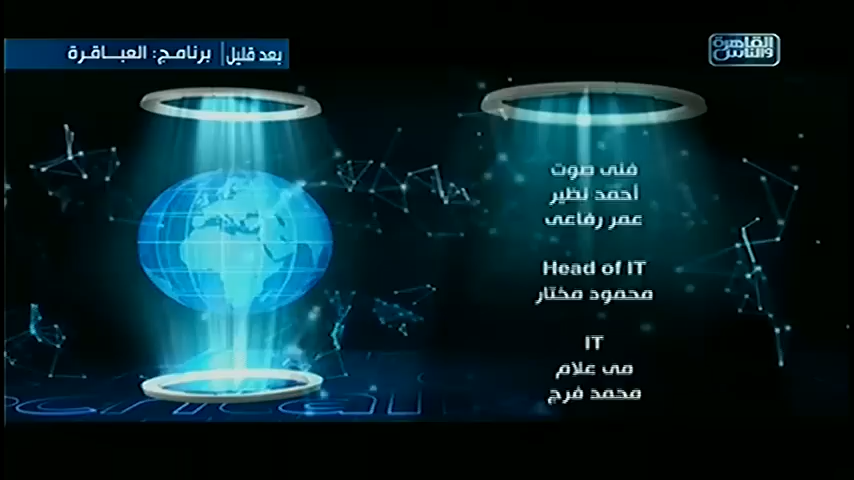 بعد قليل | برنامج: العباقرة
القاهرة
والناس
فنى صوت
أحمد نظير
عمر رفاعى
Head of IT
محمود مختار
IT
مى علام
محمد فرج